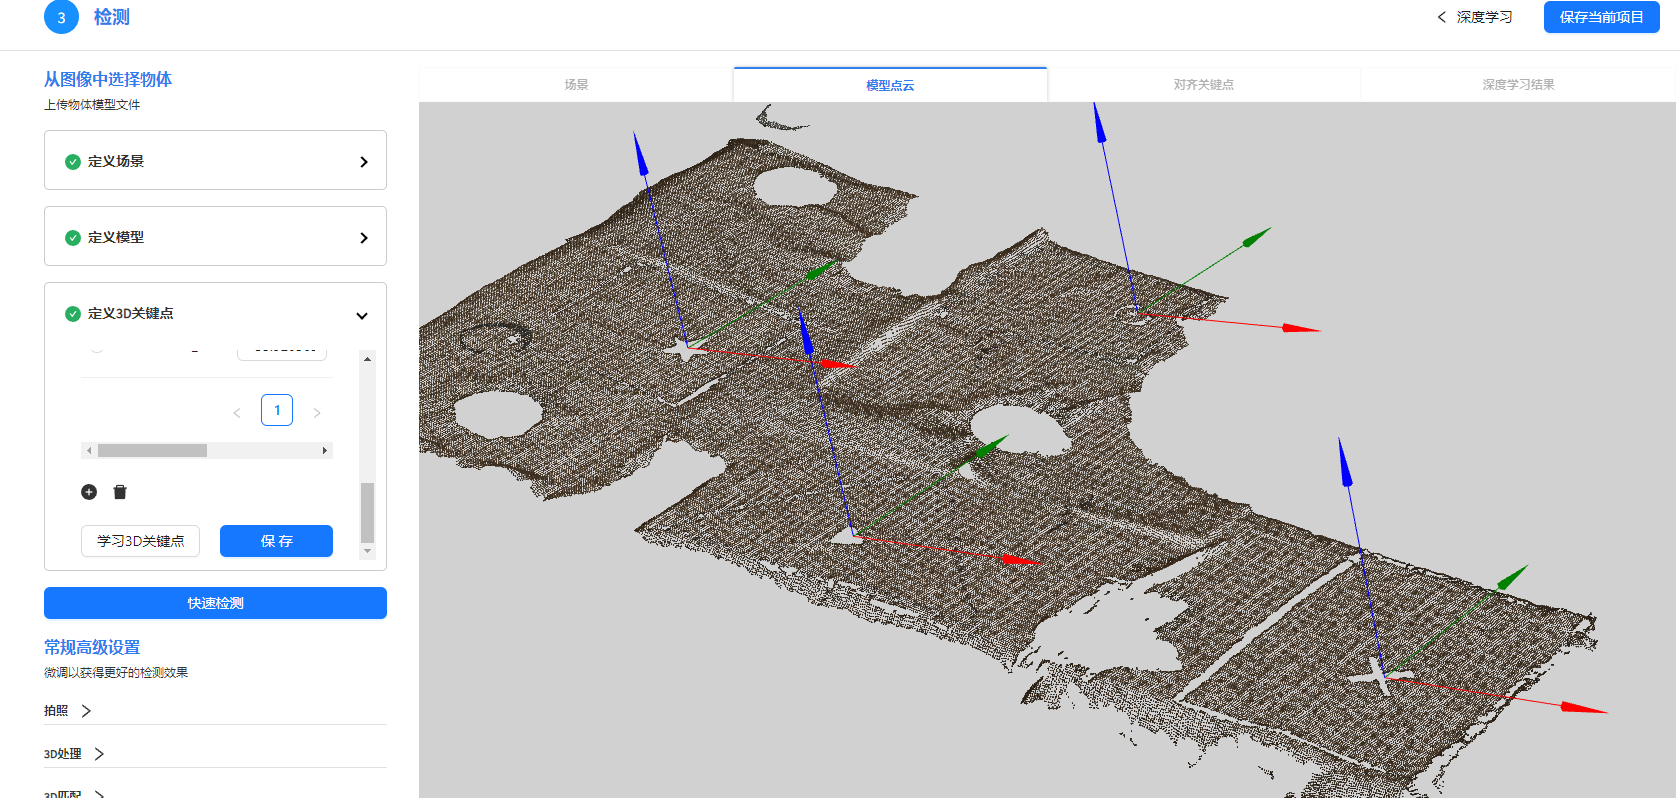 3 检测
深度学习
保存当前项目
从图像中选择物体
上传物体模型文件
定义场景
定义模型
定义3D关键点
1
学习3D关键点
保存
快速检测
常规高级设置
微调以获得更好的检测效果
拍照
3D处理
3D匹配
场景
模型点云
对齐关键点
深度学习结果